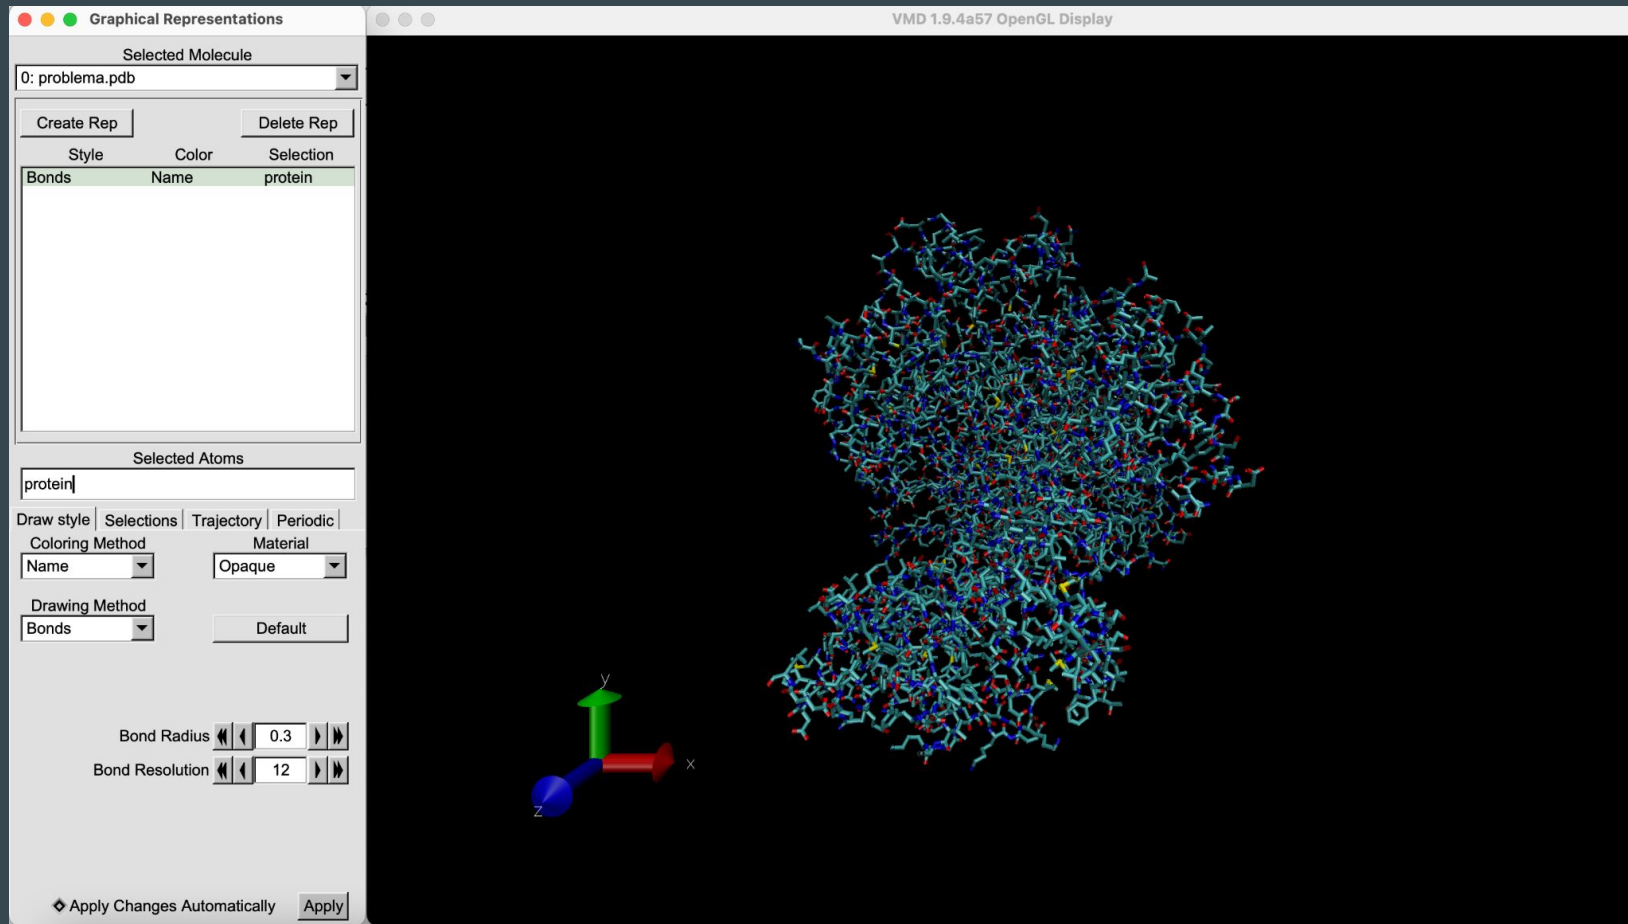 Graphical Representations
VMD 1.9.4a57 OpenGL Display
Selected Molecule
0: problema.pdb
Create Rep
Delete Rep
Style Color Selection
Bonds Name protein
Selected Atoms
protein
Draw style Selections Trajectory Periodic
Coloring Method Material
Name Opaque
Drawing Method
Bonds Default
Bond Radius 0.3
Bond Resolution 12
Apply Changes Automatically Apply
y
x
z